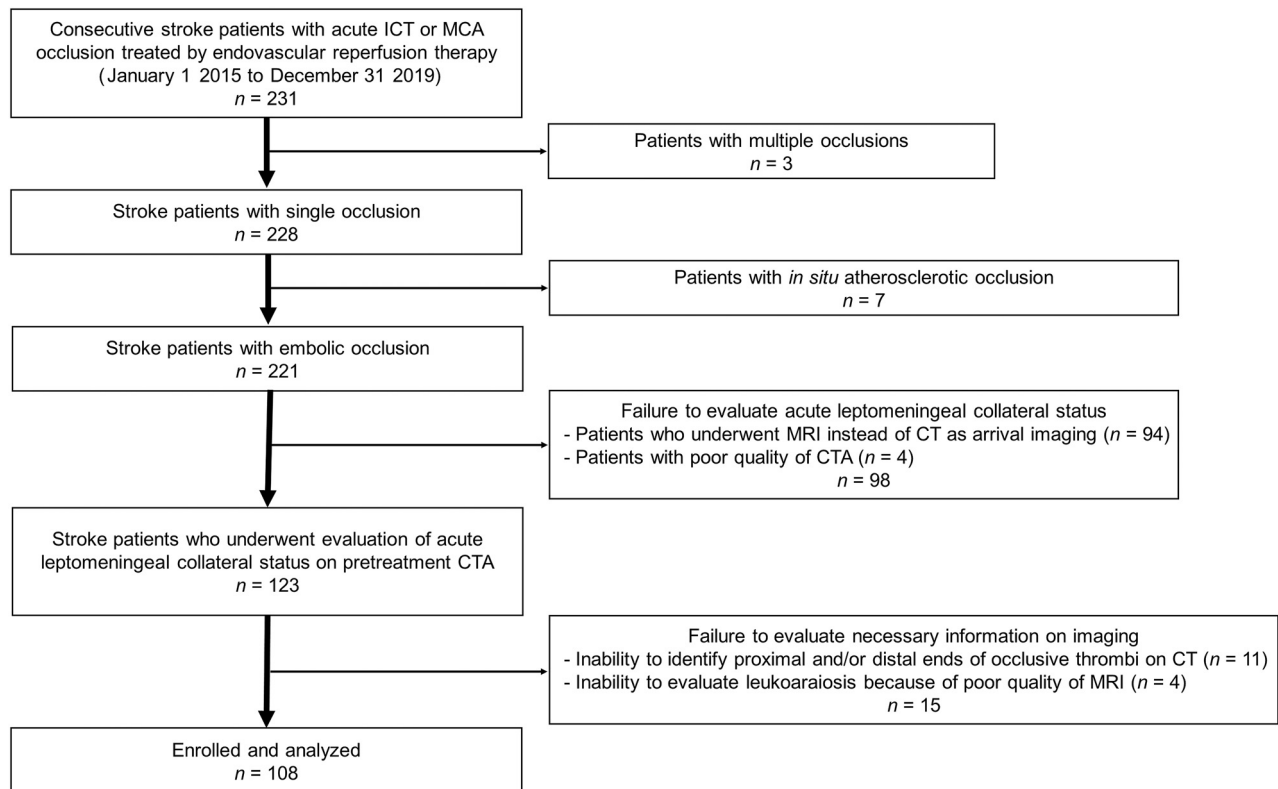 Consecutive stroke patients with acute ICT or MCA
occlusion treated by endovascular reperfusion therapy
(January 1 2015 to December 31 2019)
n = 231
Patients with multiple occlusions
n = 3
Stroke patients with single occlusion
n = 228
Patients with in situ atherosclerotic occlusion
n = 7
Stroke patients with embolic occlusion
n = 221
Failure to evaluate acute leptomeningeal collateral status
- Patients who underwent MRI instead of CT as arrival imaging (n = 94)
- Patients with poor quality of CTA (n = 4)
n = 98
Stroke patients who underwent evaluation of acute
leptomeningeal collateral status on pretreatment CTA
n = 123
Failure to evaluate necessary information on imaging
- Inability to identify proximal and/or distal ends of occlusive thrombi on CT (n = 11)
- Inability to evaluate leukoaraiosis because of poor quality of MRI (n = 4)
n = 15
Enrolled and analyzed
n = 108